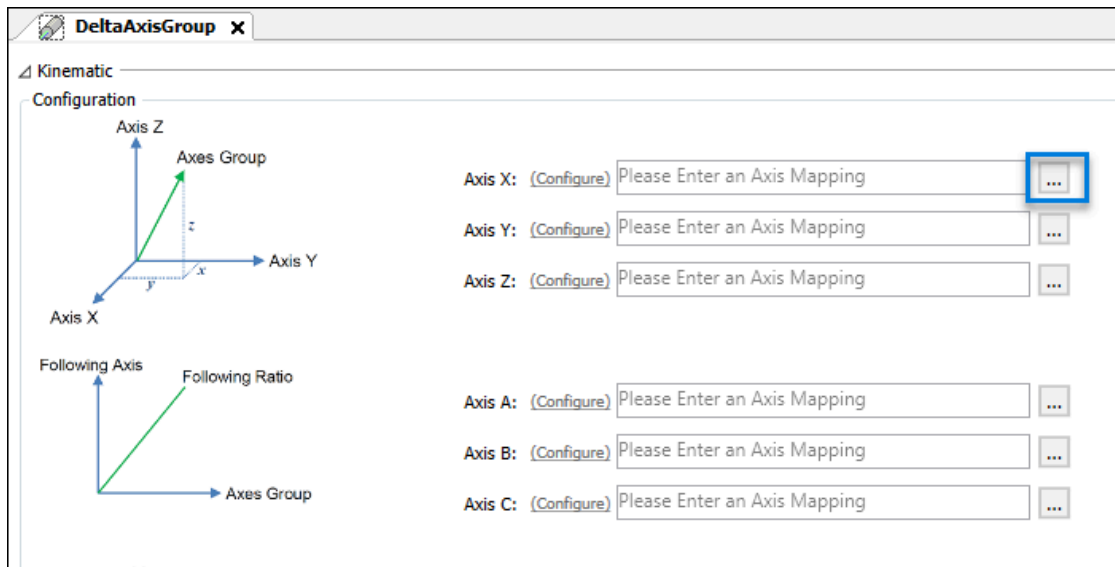 DeltaAxisGroup X
Kinematic
Configuration
Axis Z
Axes Group
z
Axis Y
x
y
Axis X
Axis X: (Configure) Please Enter an Axis Mapping ...
Axis Y: (Configure) Please Enter an Axis Mapping ...
Axis Z: (Configure) Please Enter an Axis Mapping ...
Following Axis
Following Ratio
Axes Group
Axis A: (Configure) Please Enter an Axis Mapping ...
Axis B: (Configure) Please Enter an Axis Mapping ...
Axis C: (Configure) Please Enter an Axis Mapping ...